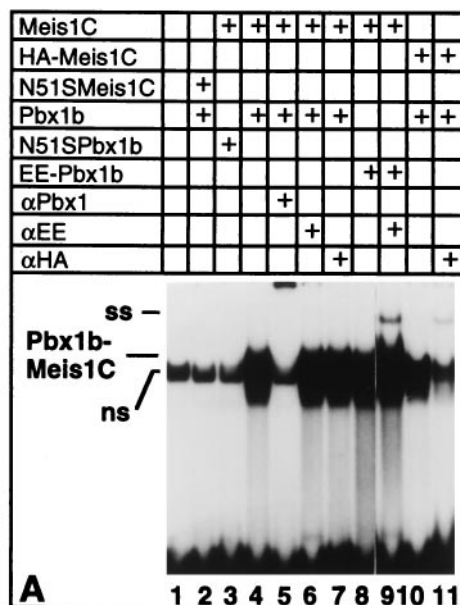 Meis1C + + + + + + +
HA-Meis1C + +
N51SMeis1C +
Pbx1b + + + + + + +
N51SPbx1b +
EE-Pbx1b + +
αPbx1 +
αEE + +
αHA + +
ss
Pbx1b-
Meis1C
ns
A 1 2 3 4 5 6 7 8 9 10 11